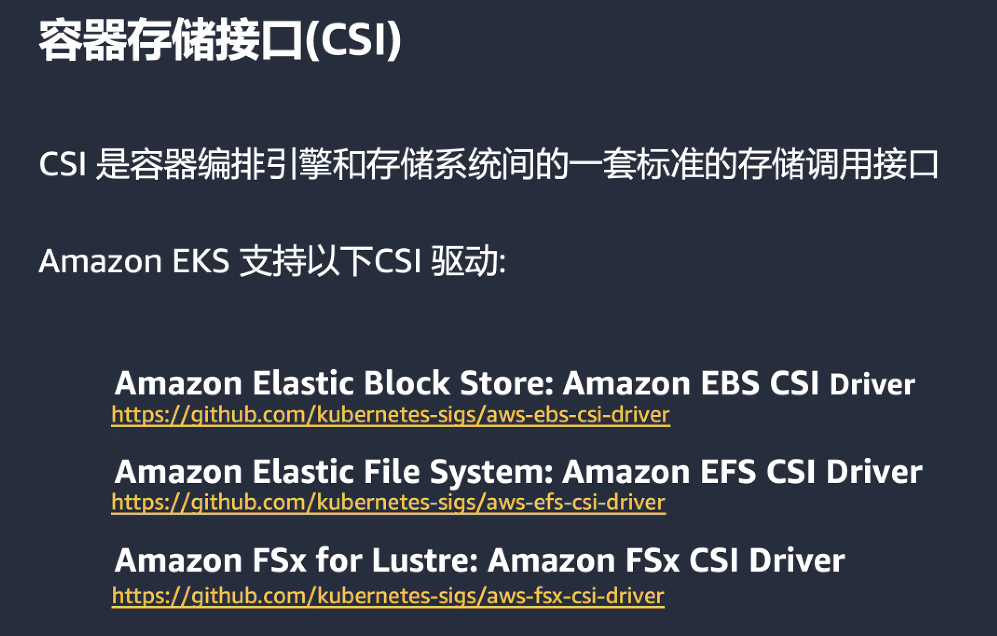 容器存储接口(CSI)
CSI 是容器编排引擎和存储系统间的一套标准的存储调用接口
Amazon EKS 支持以下CSI 驱动:
Amazon Elastic Block Store: Amazon EBS CSI Driver
https://github.com/kubernetes-sigs/aws-ebs-csi-driver
Amazon Elastic File System: Amazon EFS CSI Driver
https://github.com/kubernetes-sigs/aws-efs-csi-driver
Amazon FSx for Lustre: Amazon FSx CSI Driver
https://github.com/kubernetes-sigs/aws-fsx-csi-driver